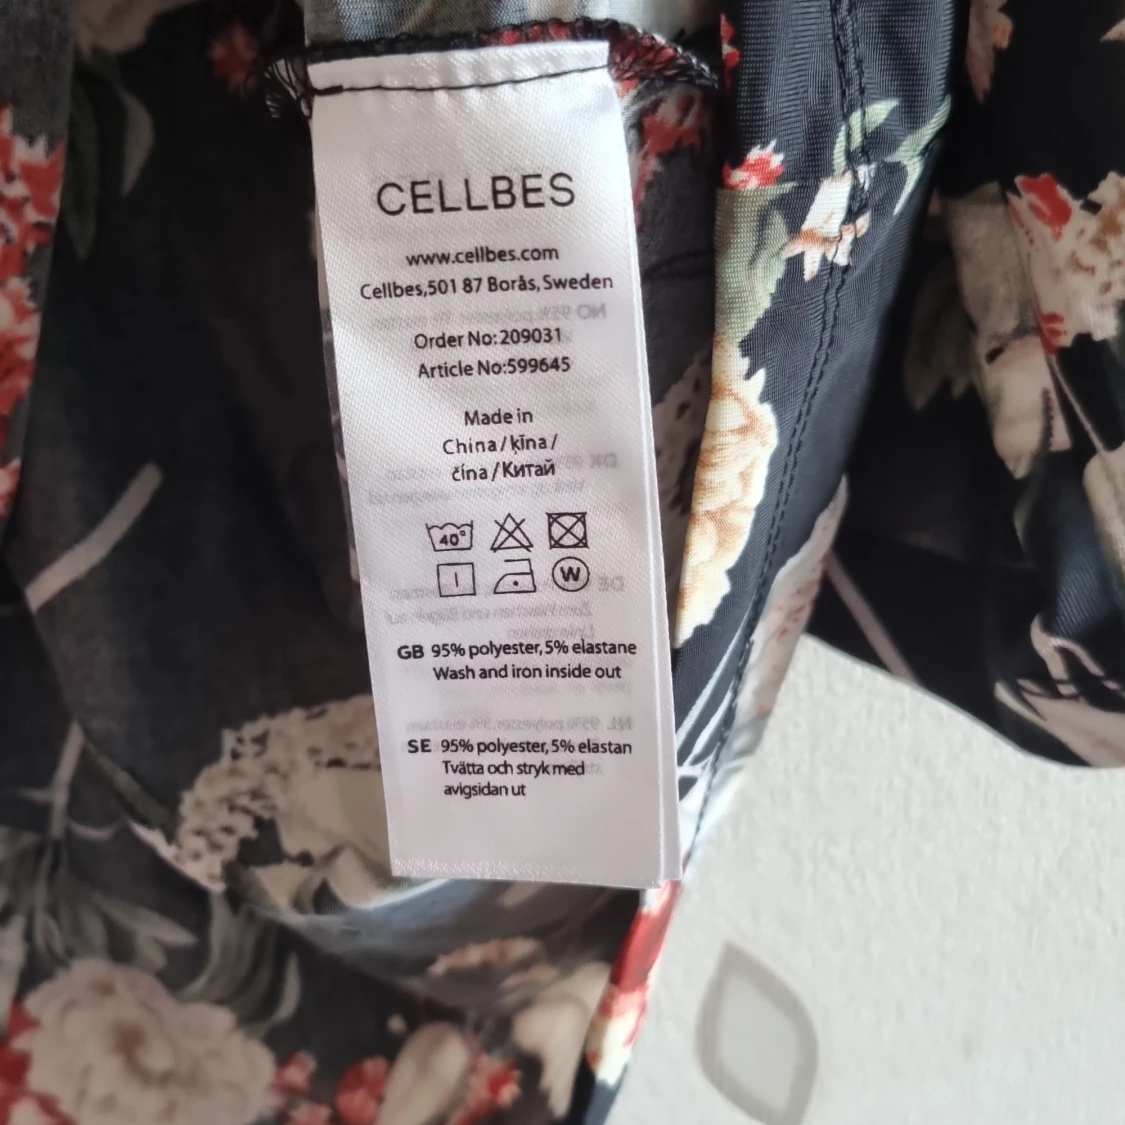 CELLBES
www.cellbes.com
Cellbes,501 87 Borås,Sweden
Order No:209031
Article No:599645
Made in
China/ķīna/
čína/Китай
40°
W
GB 95% polyester,5% elastane
Wash and iron inside out
SE 95% polyester,5% elastan
Tvätta och stryk med
avigsidan ut